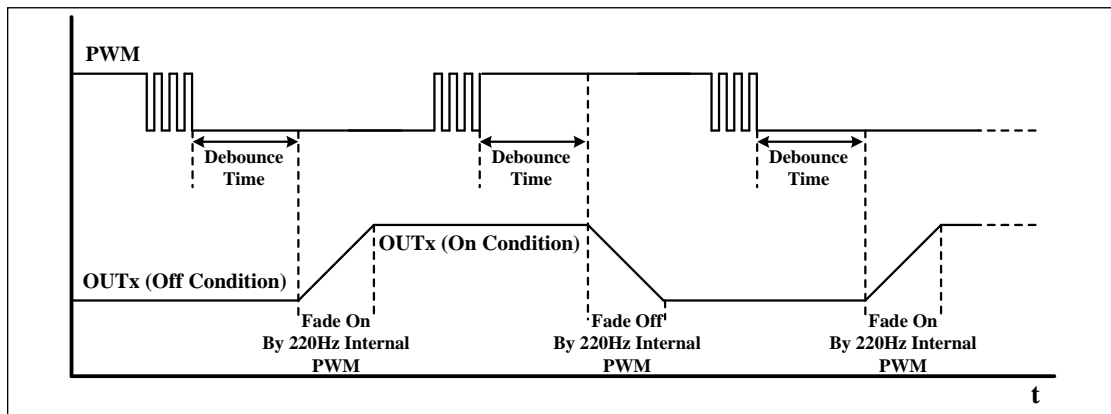 PWM
Debounce
Time
Debounce
Time
Debounce
Time
OUTx (On Condition)
OUTx (Off Condition)
Fade On
By 220Hz Internal
PWM
Fade Off
By 220Hz Internal
PWM
Fade On
By 220Hz Internal
PWM
t